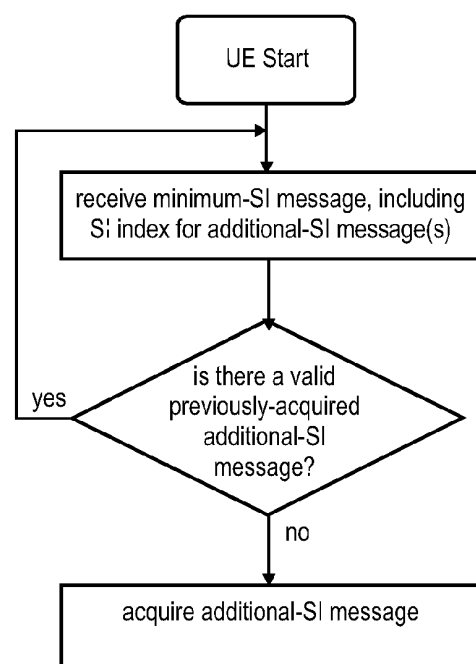 UE Start
receive minimum-SI message, including
SI index for additional-SI message(s)
is there a valid
previously-acquired
additional-SI
message?
yes
no
acquire additional-SI message